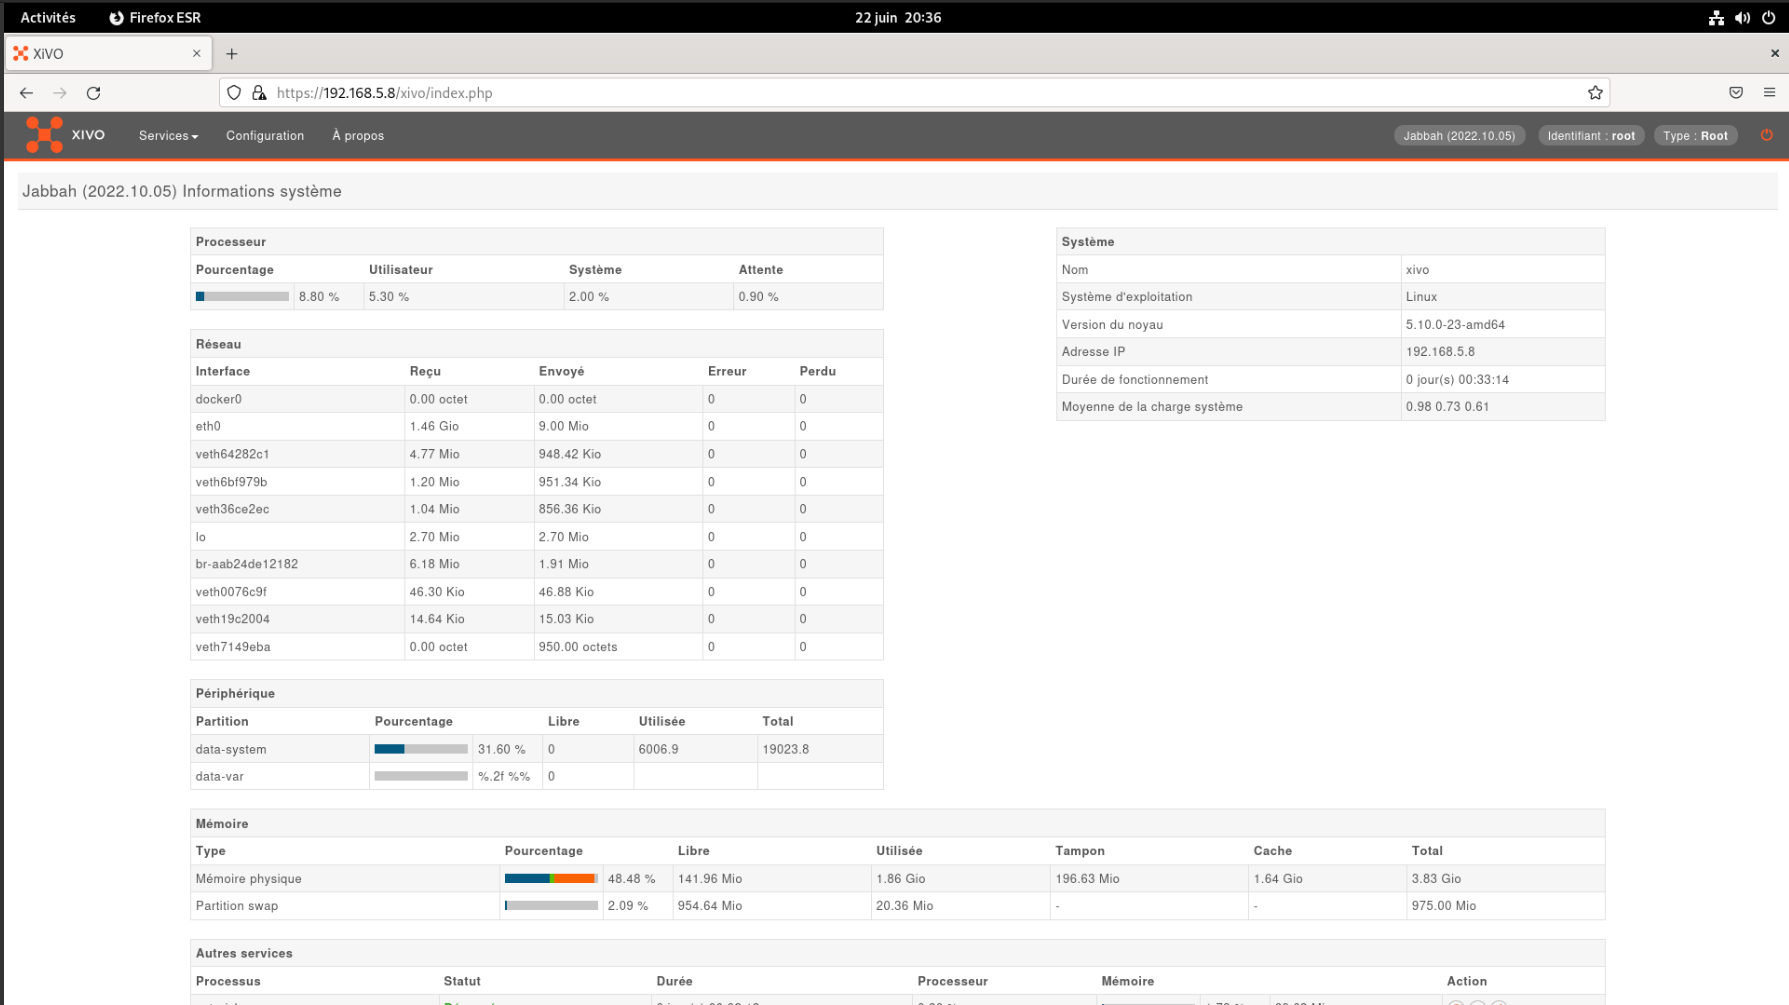 Activités Firefox ESR 22 juin 20:36
XiVO
https://192.168.5.8/xivo/index.php
XIVO Services Configuration À propos Jabbah (2022.10.05) Identifiant : root Type : Root
Jabbah (2022.10.05) Informations système
Processeur
Pourcentage Utilisateur Système Attente
8.80 % 5.30 % 2.00 % 0.90 %
Réseau
Interface Reçu Envoyé Erreur Perdu
docker0 0.00 octet 0.00 octet 0 0
eth0 1.46 Gio 9.00 Mio 0 0
veth64282c1 4.77 Mio 948.42 Kio 0 0
veth6bf979b 1.20 Mio 951.34 Kio 0 0
veth36ce2ec 1.04 Mio 856.36 Kio 0 0
lo 2.70 Mio 2.70 Mio 0 0
br-aab24de12182 6.18 Mio 1.91 Mio 0 0
veth0076c9f 46.30 Kio 46.88 Kio 0 0
veth19c2004 14.64 Kio 15.03 Kio 0 0
veth7149eba 0.00 octet 950.00 octets 0 0
Système
Nom xivo
Système d'exploitation Linux
Version du noyau 5.10.0-23-amd64
Adresse IP 192.168.5.8
Durée de fonctionnement 0 jour(s) 00:33:14
Moyenne de la charge système 0.98 0.73 0.61
Périphérique
Partition Pourcentage Libre Utilisée Total
data-system 31.60 % 0 6006.9 19023.8
data-var %.2f %% 0
Mémoire
Type Pourcentage Libre Utilisée Tampon Cache Total
Mémoire physique 48.48 % 141.96 Mio 1.86 Gio 196.63 Mio 1.64 Gio 3.83 Gio
Partition swap 2.09 % 954.64 Mio 20.36 Mio - - 975.00 Mio
Autres services
Processus Statut Durée Processeur Mémoire Action